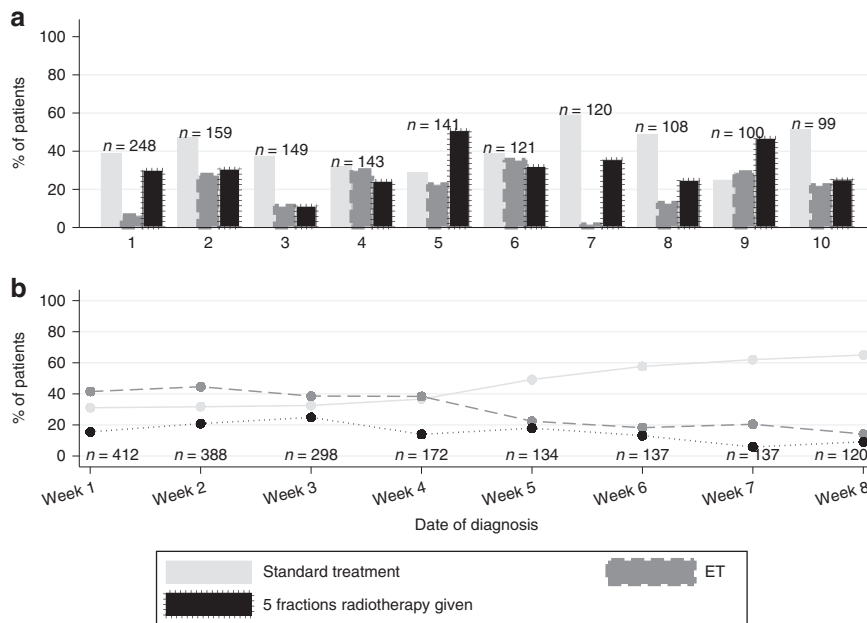 a
% of patients
100
80
60
40
20
0
n = 248
n = 159
n = 149
n = 143
n = 141
n = 121
n = 120
n = 108
n = 100
n = 99
1 2 3 4 5 6 7 8 9 10
b
% of patients
100
80
60
40
20
0
n = 412 n = 388 n = 298 n = 172 n = 134 n = 137 n = 137 n = 120
Week 1 Week 2 Week 3 Week 4 Week 5 Week 6 Week 7 Week 8
Date of diagnosis
Standard treatment ET
5 fractions radiotherapy given